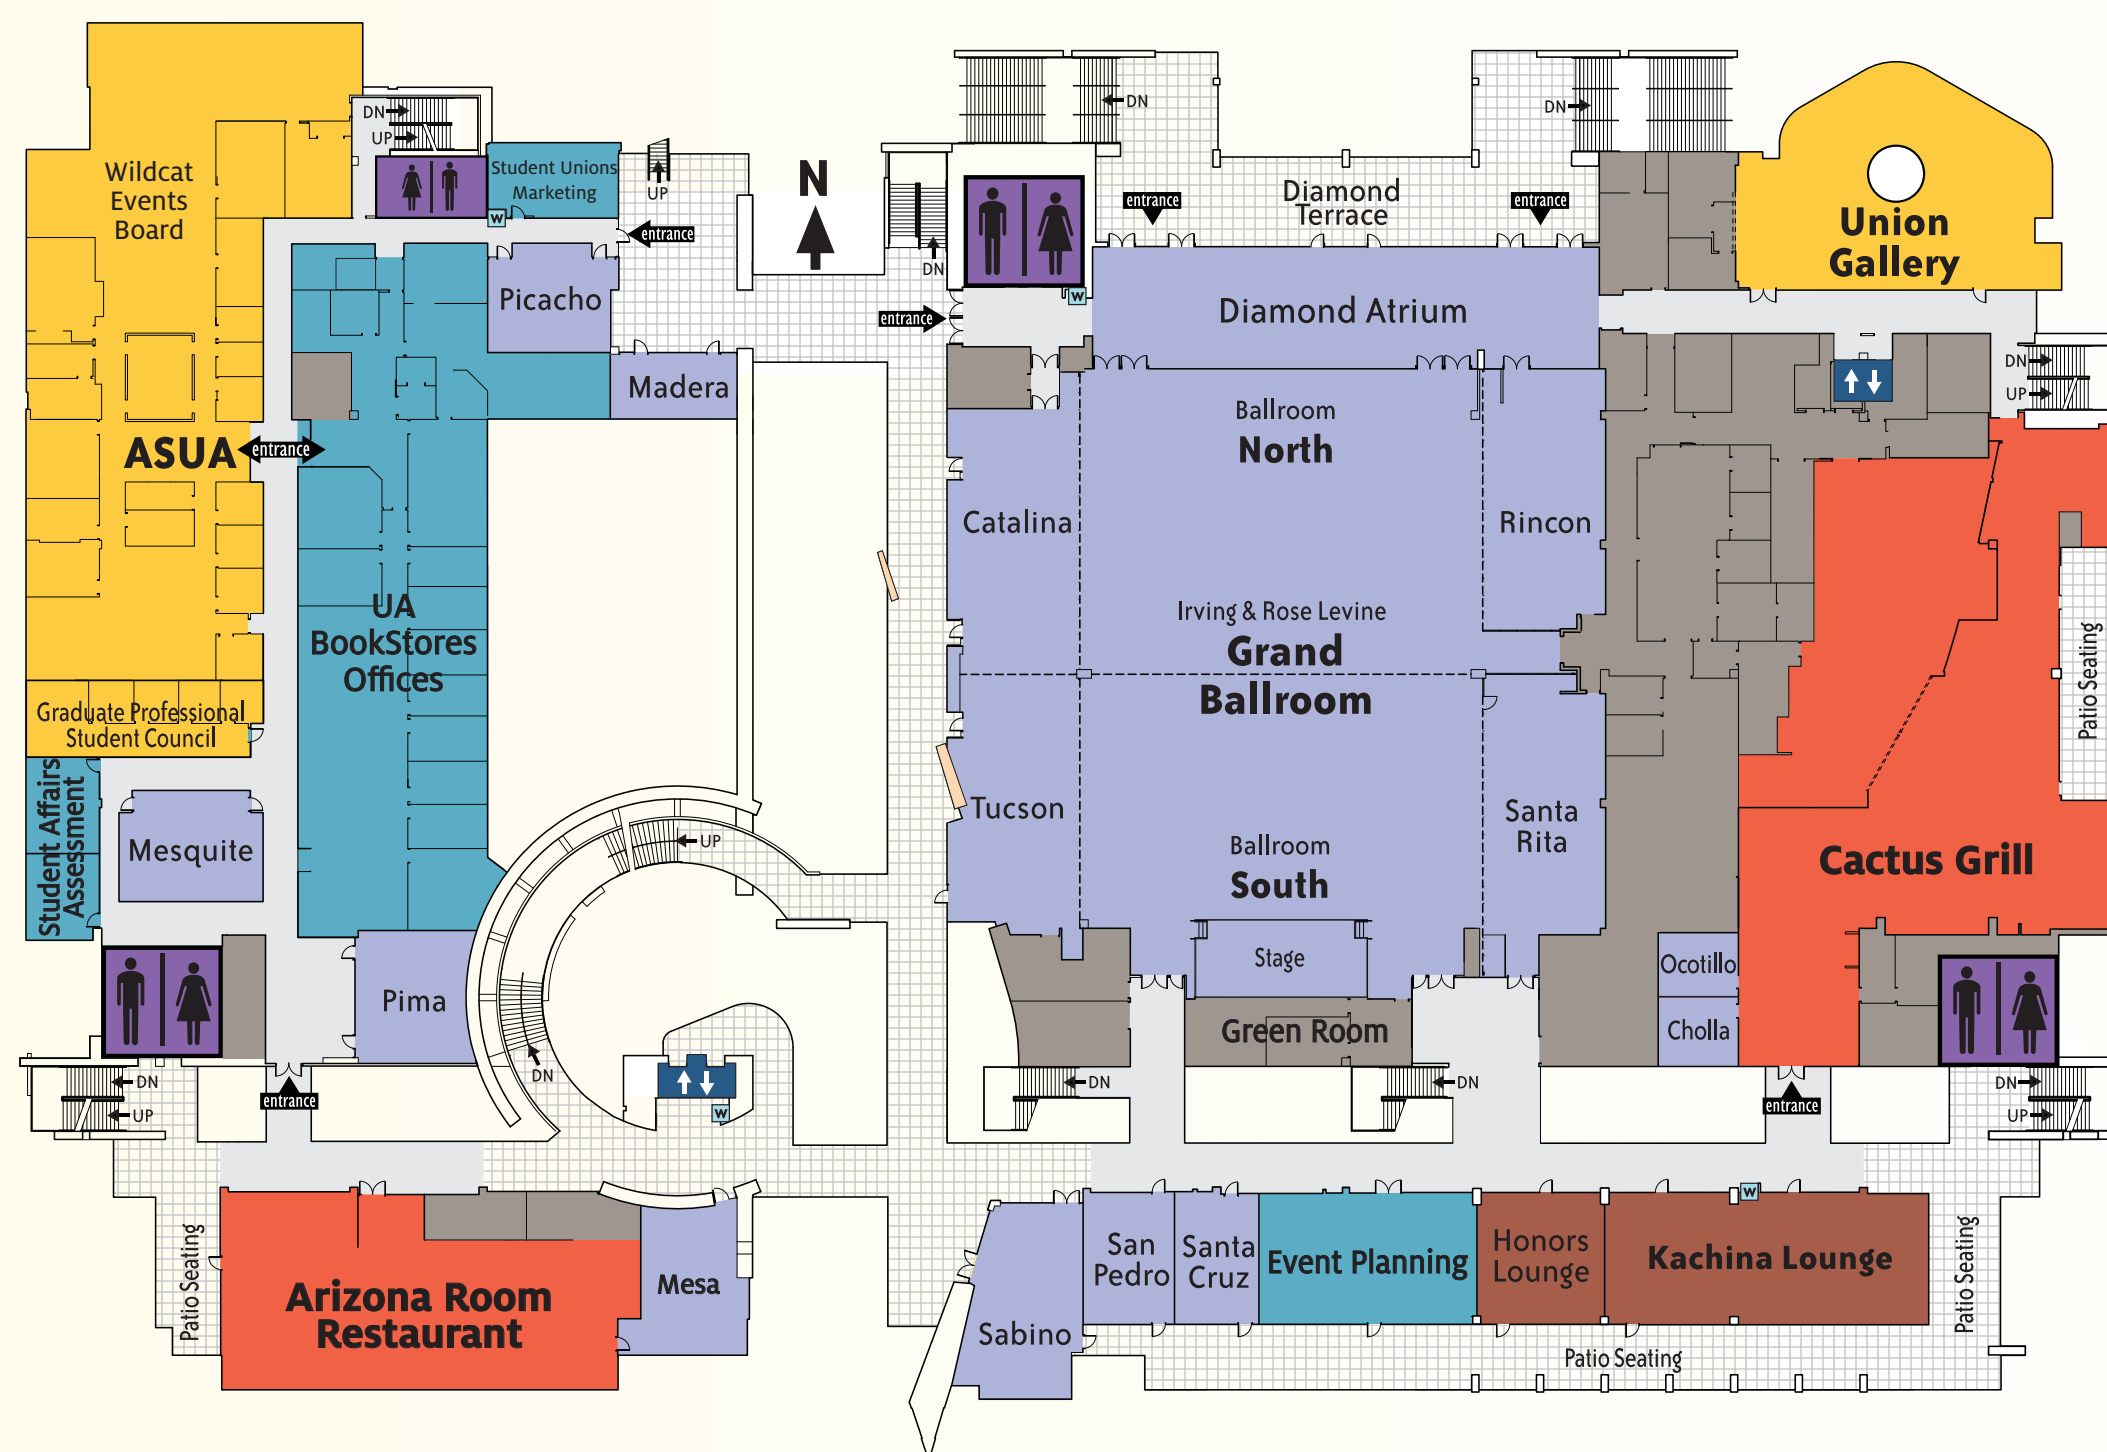 Wildcat
Events
Board
DN
UP
Student Unions
Marketing
W
UP
entrance
N
DN
entrance
W
DN
DN
entrance
entrance
Diamond
Terrace
Union
Gallery
Picacho
Madera
Diamond Atrium
DN
UP
ASUA
entrance
Ballroom
North
Catalina
Rincon
UA
BookStores
Offices
Irving & Rose Levine
Grand
Ballroom
Patio Seating
Graduate Professional
Student Council
Student Affairs
Assessment
Mesquite
UP
Tucson
Santa
Rita
Ballroom
South
Cactus Grill
Stage
Ocotillo
Pima
Green Room
Cholla
DN
UP
entrance
DN
W
DN
DN
entrance
DN
UP
Patio Seating
Arizona Room
Restaurant
Mesa
Sabino
San
Pedro
Santa
Cruz
Event Planning
Honors
Lounge
W
Kachina Lounge
Patio Seating
Patio Seating